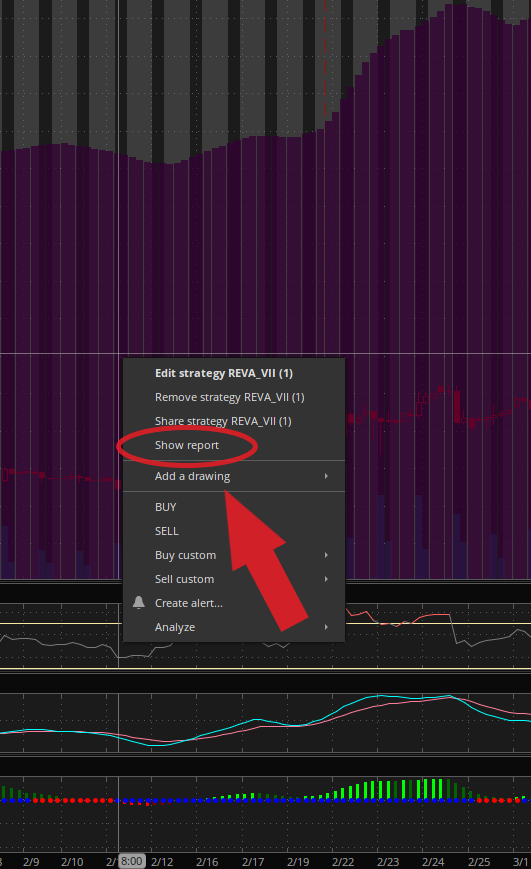 Edit strategy REVA_VII (1)
Remove strategy REVA_VII (1)
Share strategy REVA_VII (1)
Show report
Add a drawing
BUY
SELL
Buy custom
Sell custom
Create alert...
Analyze
2/9 2/10 8:00 2/12 2/16 2/17 2/19 2/22 2/23 2/24 2/25 3/1